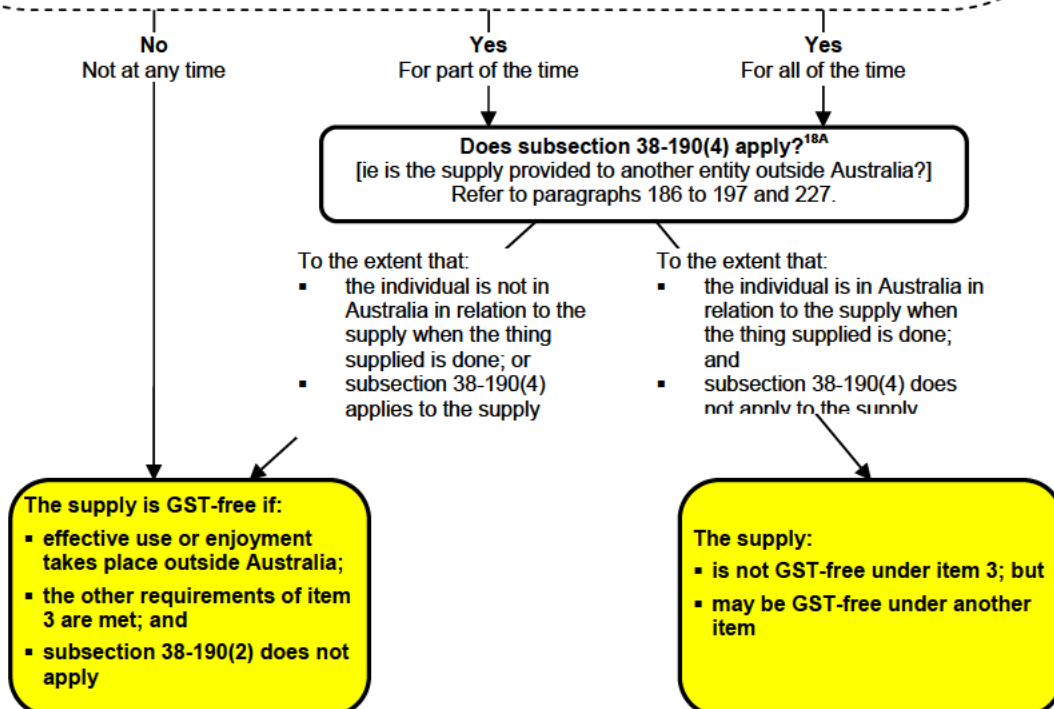 No
Not at any time
Yes
For part of the time
Yes
For all of the time
Does subsection 38-190(4) apply?18A
[ie is the supply provided to another entity outside Australia?]
Refer to paragraphs 186 to 197 and 227.
To the extent that:
▪ the individual is not in
Australia in relation to the
supply when the thing
supplied is done; or
▪ subsection 38-190(4)
applies to the supply
To the extent that:
▪ the individual is in Australia in
relation to the supply when
the thing supplied is done;
and
▪ subsection 38-190(4) does
not apply to the supply
The supply is GST-free if:
▪ effective use or enjoyment
takes place outside Australia;
▪ the other requirements of item
3 are met; and
▪ subsection 38-190(2) does not
apply
The supply:
▪ is not GST-free under item 3; but
▪ may be GST-free under another
item